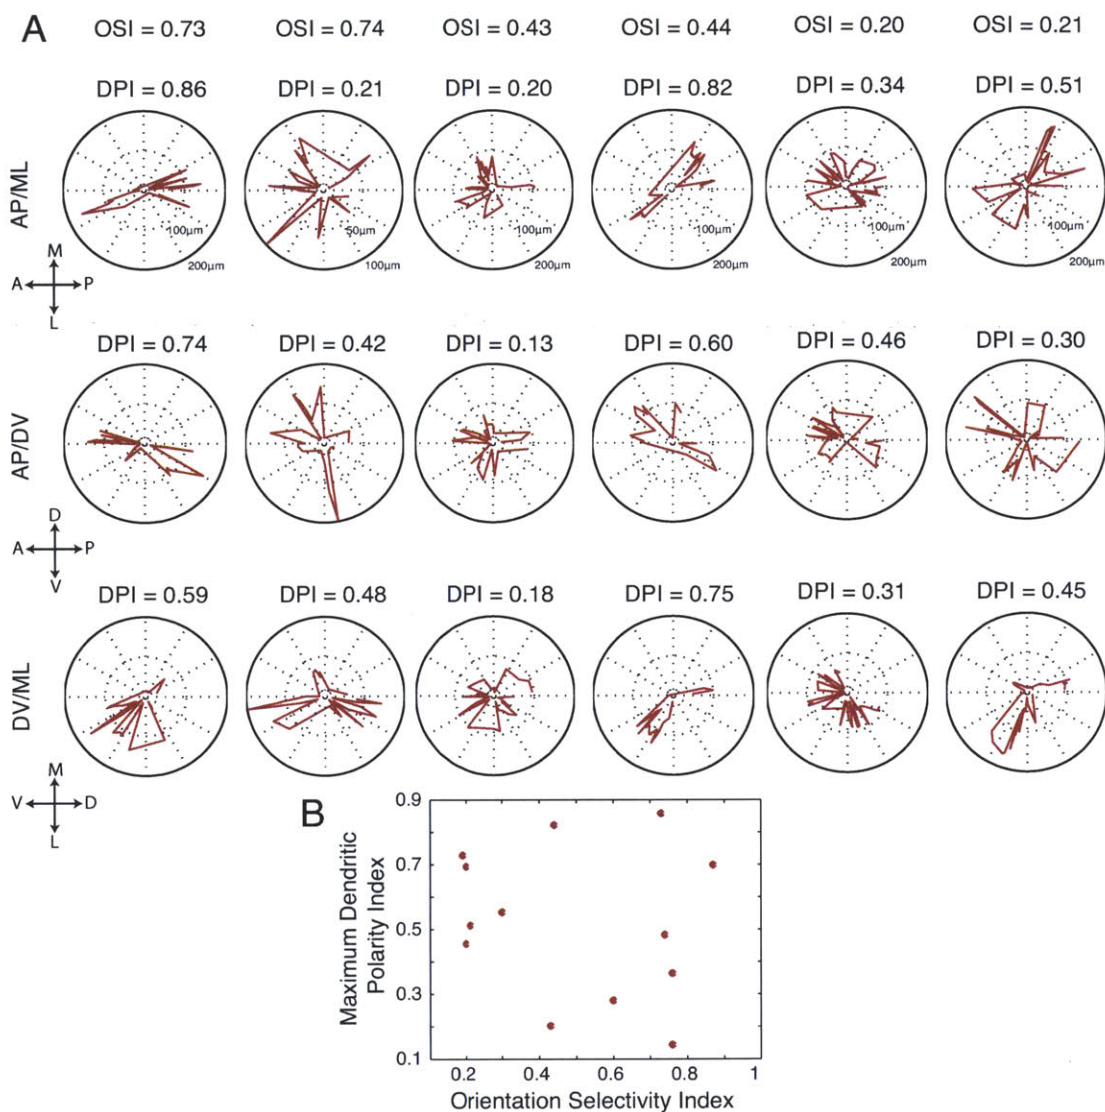 A
OSI = 0.73 OSI = 0.74 OSI = 0.43 OSI = 0.44 OSI = 0.20 OSI = 0.21
DPI = 0.86 DPI = 0.21 DPI = 0.20 DPI = 0.82 DPI = 0.34 DPI = 0.51
AP/ML
100µm 50µm 100µm 100µm 100µm 100µm
200µm 100µm 200µm 200µm 200µm 200µm
M
A P
L
DPI = 0.74 DPI = 0.42 DPI = 0.13 DPI = 0.60 DPI = 0.46 DPI = 0.30
AP/DV
D
A P
V
DPI = 0.59 DPI = 0.48 DPI = 0.18 DPI = 0.75 DPI = 0.31 DPI = 0.45
DV/ML
M
V D
L
B
Maximum Dendritic
Polarity Index
0.9
0.7
0.5
0.3
0.1
0.2 0.4 0.6 0.8 1
Orientation Selectivity Index